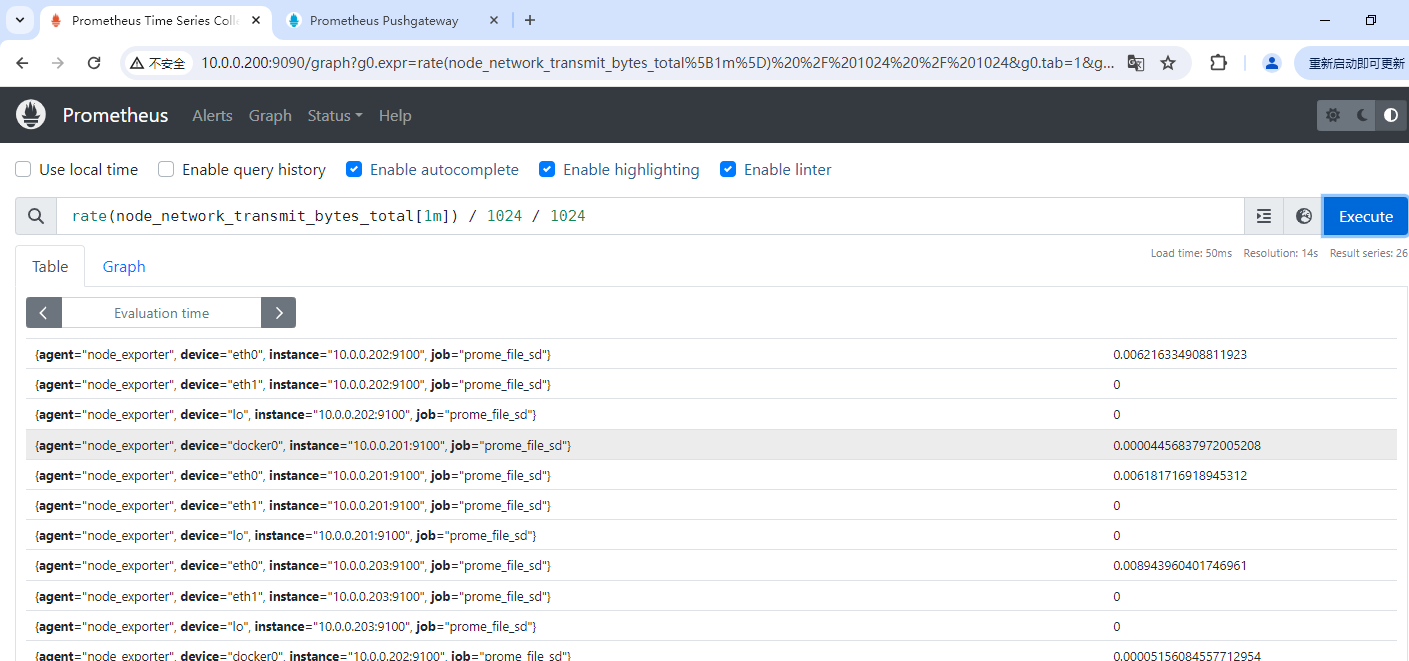 Prometheus Time Series Coll
Prometheus Pushgateway
不安全
10.0.0.200:9090/graph?g0.expr=rate(node_network_transmit_bytes_total%5B1m%5D)%20%2F%201024%20%2F%201024&g0.tab=1&g...
重新启动即可更新
Prometheus Alerts Graph Status Help
Use local time Enable query history Enable autocomplete Enable highlighting Enable linter
rate(node_network_transmit_bytes_total[1m]) / 1024 / 1024
Execute
Table Graph
Load time: 50ms Resolution: 14s Result series: 26
Evaluation time
{agent="node_exporter", device="eth0", instance="10.0.0.202:9100", job="prome_file_sd"} 0.006216334908811923
{agent="node_exporter", device="eth1", instance="10.0.0.202:9100", job="prome_file_sd"} 0
{agent="node_exporter", device="lo", instance="10.0.0.202:9100", job="prome_file_sd"} 0
{agent="node_exporter", device="docker0", instance="10.0.0.201:9100", job="prome_file_sd"} 0.00004456837972005208
{agent="node_exporter", device="eth0", instance="10.0.0.201:9100", job="prome_file_sd"} 0.006181716918945312
{agent="node_exporter", device="eth1", instance="10.0.0.201:9100", job="prome_file_sd"} 0
{agent="node_exporter", device="lo", instance="10.0.0.201:9100", job="prome_file_sd"} 0
{agent="node_exporter", device="eth0", instance="10.0.0.203:9100", job="prome_file_sd"} 0.008943960401746961
{agent="node_exporter", device="eth1", instance="10.0.0.203:9100", job="prome_file_sd"} 0
{agent="node_exporter", device="lo", instance="10.0.0.203:9100", job="prome_file_sd"} 0
{agent="node_exporter", device="docker0", instance="10.0.0.202:9100", job="prome_file_sd"} 0.00005156084557712954